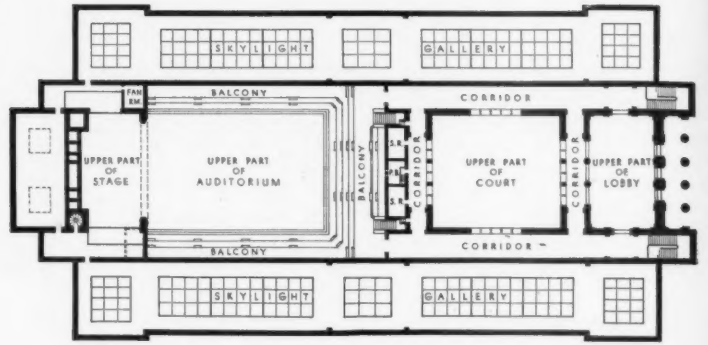 SKYLIGHT GALLERY
FAN
RM.
BALCONY
CORRIDOR
UPPER PART
OF
STAGE
UPPER PART
OF
AUDITORIUM
BALCONY
S.R.
P.B.
S.R.
CORRIDOR
UPPER PART
OF
COURT
CORRIDOR
UPPER PART
OF
LOBBY
BALCONY
CORRIDOR
SKYLIGHT GALLERY